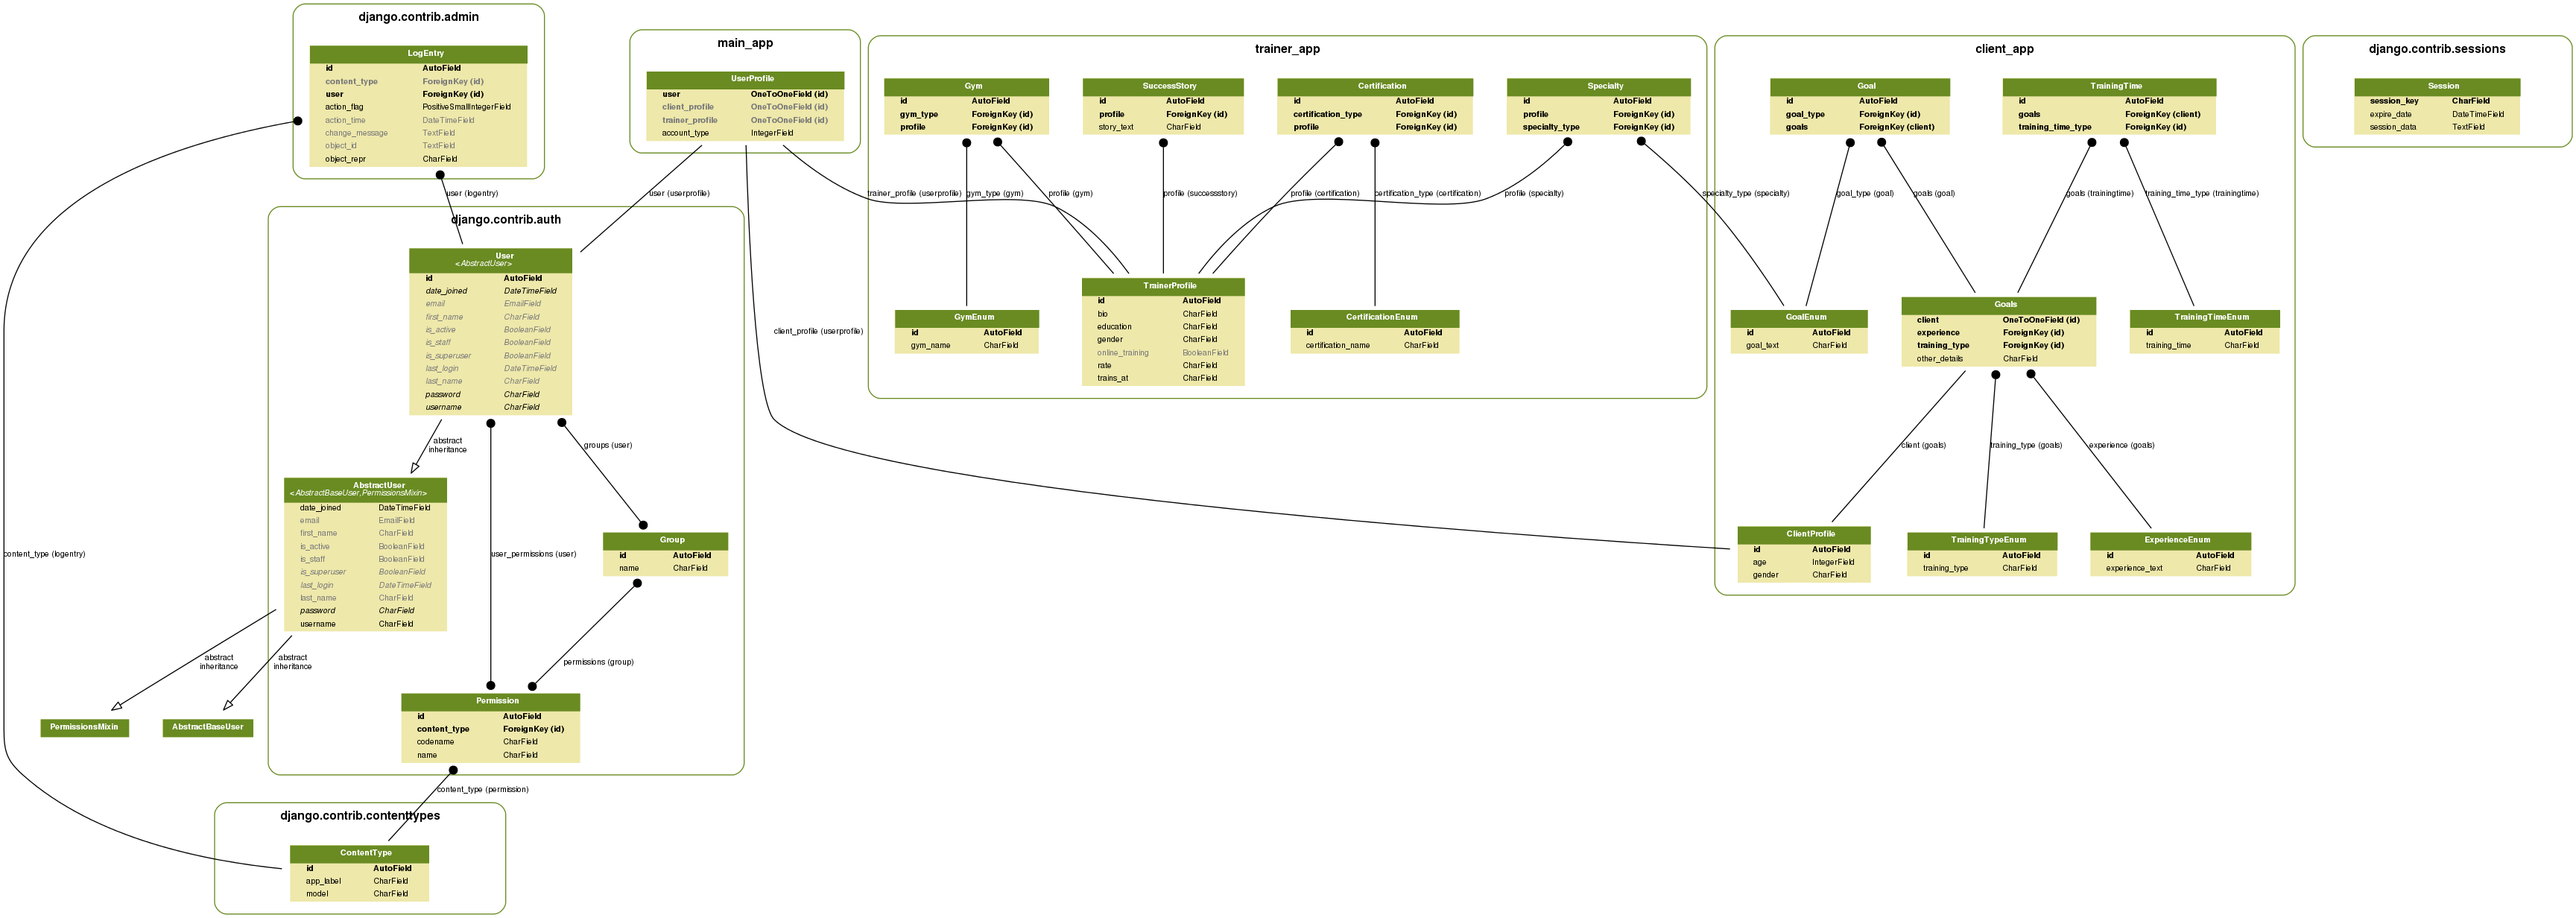 django.contrib.admin
LogEntry
id AutoField
content_type ForeignKey (id)
user ForeignKey (id)
action_flag PositiveSmallIntegerField
action_time DateTimeField
change_message TextField
object_id TextField
object_repr CharField
main_app
UserProfile
user OneToOneField (id)
client_profile OneToOneField (id)
trainer_profile OneToOneField (id)
account_type IntegerField
trainer_app
Gym
id AutoField
gym_type ForeignKey (id)
profile ForeignKey (id)
SuccessStory
id AutoField
profile ForeignKey (id)
story_text CharField
Certification
id AutoField
certification_type ForeignKey (id)
profile ForeignKey (id)
Specialty
id AutoField
profile ForeignKey (id)
specialty_type ForeignKey (id)
client_app
Goal
id AutoField
goal_type ForeignKey (id)
goals ForeignKey (client)
TrainingTime
id AutoField
goals ForeignKey (client)
training_time_type ForeignKey (id)
django.contrib.sessions
Session
session_key CharField
expire_date DateTimeField
session_data TextField
user (logentry)
user (userprofile)
trainer_profile (userprofile)
gym_type (gym)
profile (gym)
profile (successstory)
profile (certification)
certification_type (certification)
profile (specialty)
specialty_type (specialty)
goal_type (goal)
goals (goal)
goals (trainingtime)
training_time_type (trainingtime)
django.contrib.auth
User
<AbstractUser>
id AutoField
date_joined DateTimeField
email EmailField
first_name CharField
is_active BooleanField
is_staff BooleanField
is_superuser BooleanField
last_login DateTimeField
last_name CharField
password CharField
username CharField
client_profile (userprofile)
GymEnum
id AutoField
gym_name CharField
TrainerProfile
id AutoField
bio CharField
education CharField
gender CharField
online_training BooleanField
rate CharField
trains_at CharField
CertificationEnum
id AutoField
certification_name CharField
GoalEnum
id AutoField
goal_text CharField
Goals
client OneToOneField (id)
experience ForeignKey (id)
training_type ForeignKey (id)
other_details CharField
TrainingTimeEnum
id AutoField
training_time CharField
abstract
inheritance
groups (user)
client (goals)
training_type (goals)
experience (goals)
AbstractUser
<AbstractBaseUser,PermissionsMixin>
date_joined DateTimeField
email EmailField
first_name CharField
is_active BooleanField
is_staff BooleanField
is_superuser BooleanField
last_login DateTimeField
last_name CharField
password CharField
username CharField
content_type (logentry)
user_permissions (user)
Group
id AutoField
name CharField
ClientProfile
id AutoField
age IntegerField
gender CharField
TrainingTypeEnum
id AutoField
training_type CharField
ExperienceEnum
id AutoField
experience_text CharField
abstract
inheritance
abstract
inheritance
permissions (group)
PermissionsMixin
AbstractBaseUser
Permission
id AutoField
content_type ForeignKey (id)
codename CharField
name CharField
content_type (permission)
django.contrib.contenttypes
ContentType
id AutoField
app_label CharField
model CharField